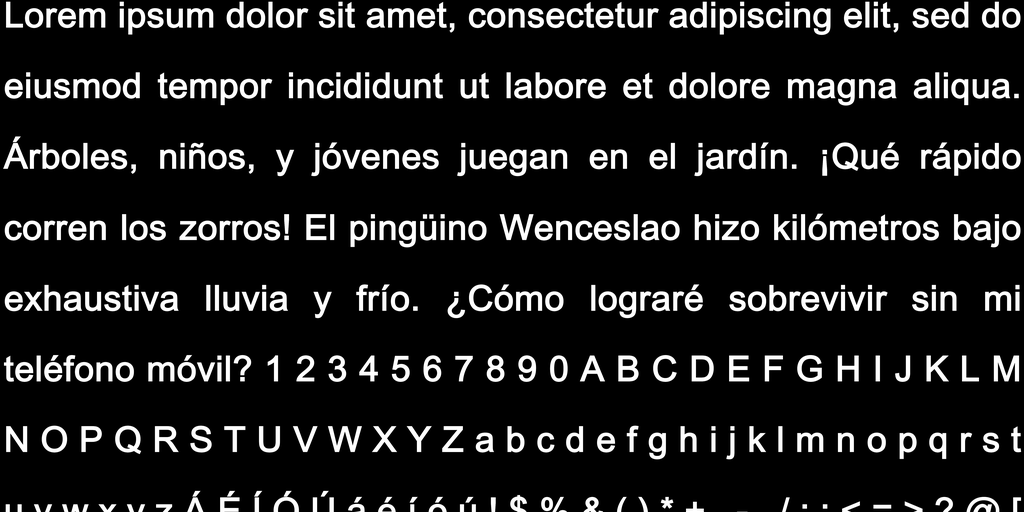 Lorem ipsum dolor sit amet, consectetur adipiscing elit, sed do
eiusmod tempor incididunt ut labore et dolore magna aliqua.
Árboles, niños, y jóvenes juegan en el jardín. ¡Qué rápido
corren los zorros! El pingüino Wenceslao hizo kilómetros bajo
exhaustiva lluvia y frío. ¿Cómo lograré sobrevivir sin mi
teléfono móvil? 1 2 3 4 5 6 7 8 9 0 A B C D E F G H I J K L M
N O P Q R S T U V W X Y Z a b c d e f g h i j k l m n o p q r s t
u v w x y z Á É Í Ó Ú á é í ó ú ! $ % & ( ) * + - / : ; < = > ? @ [